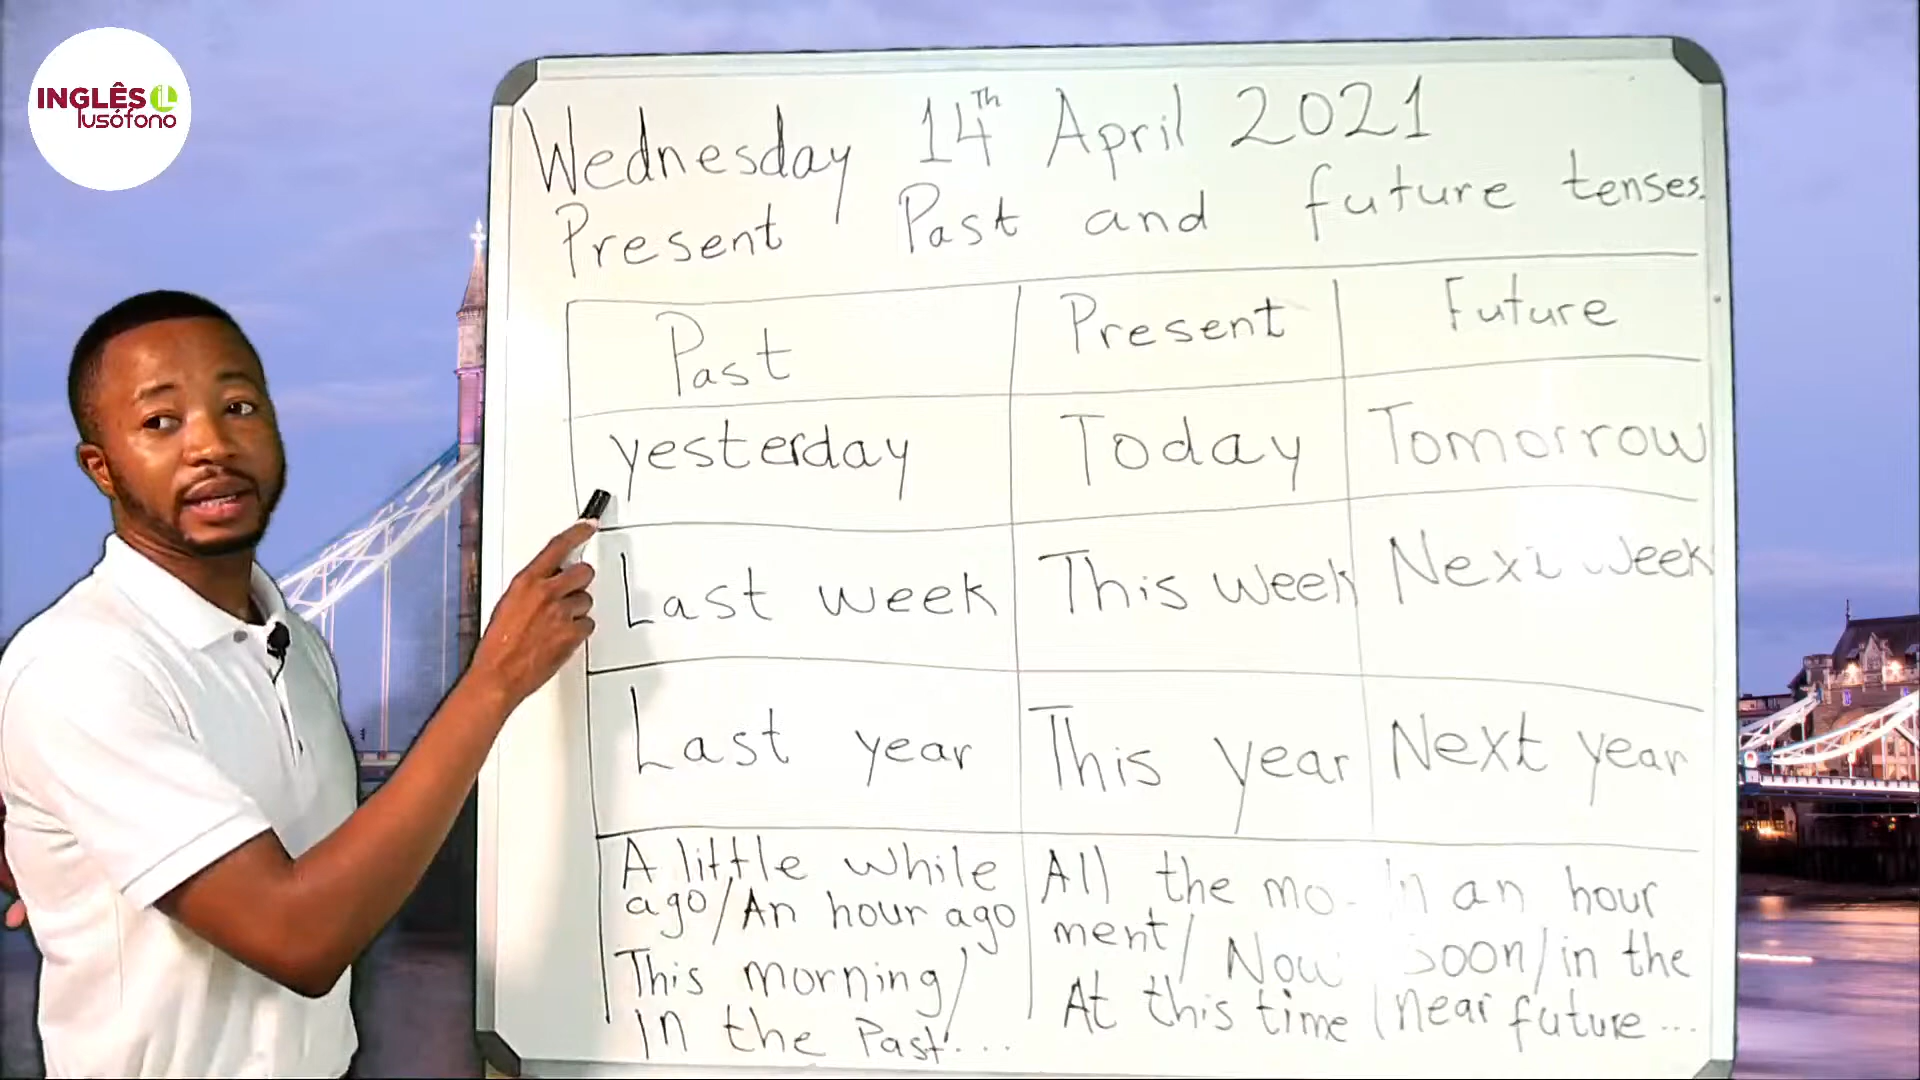 INGLÊS
lusófono
Wednesday 14th April 2021
Present Past and future tenses.
Past Present Future
yesterday Today Tomorrow
Last week This week Next week
Last year This year Next year
A little while
ago/An hour ago
This morning/
In the Past....
All the mo-
ment/ Now
At this time
In an hour
Soon/in the
near future...